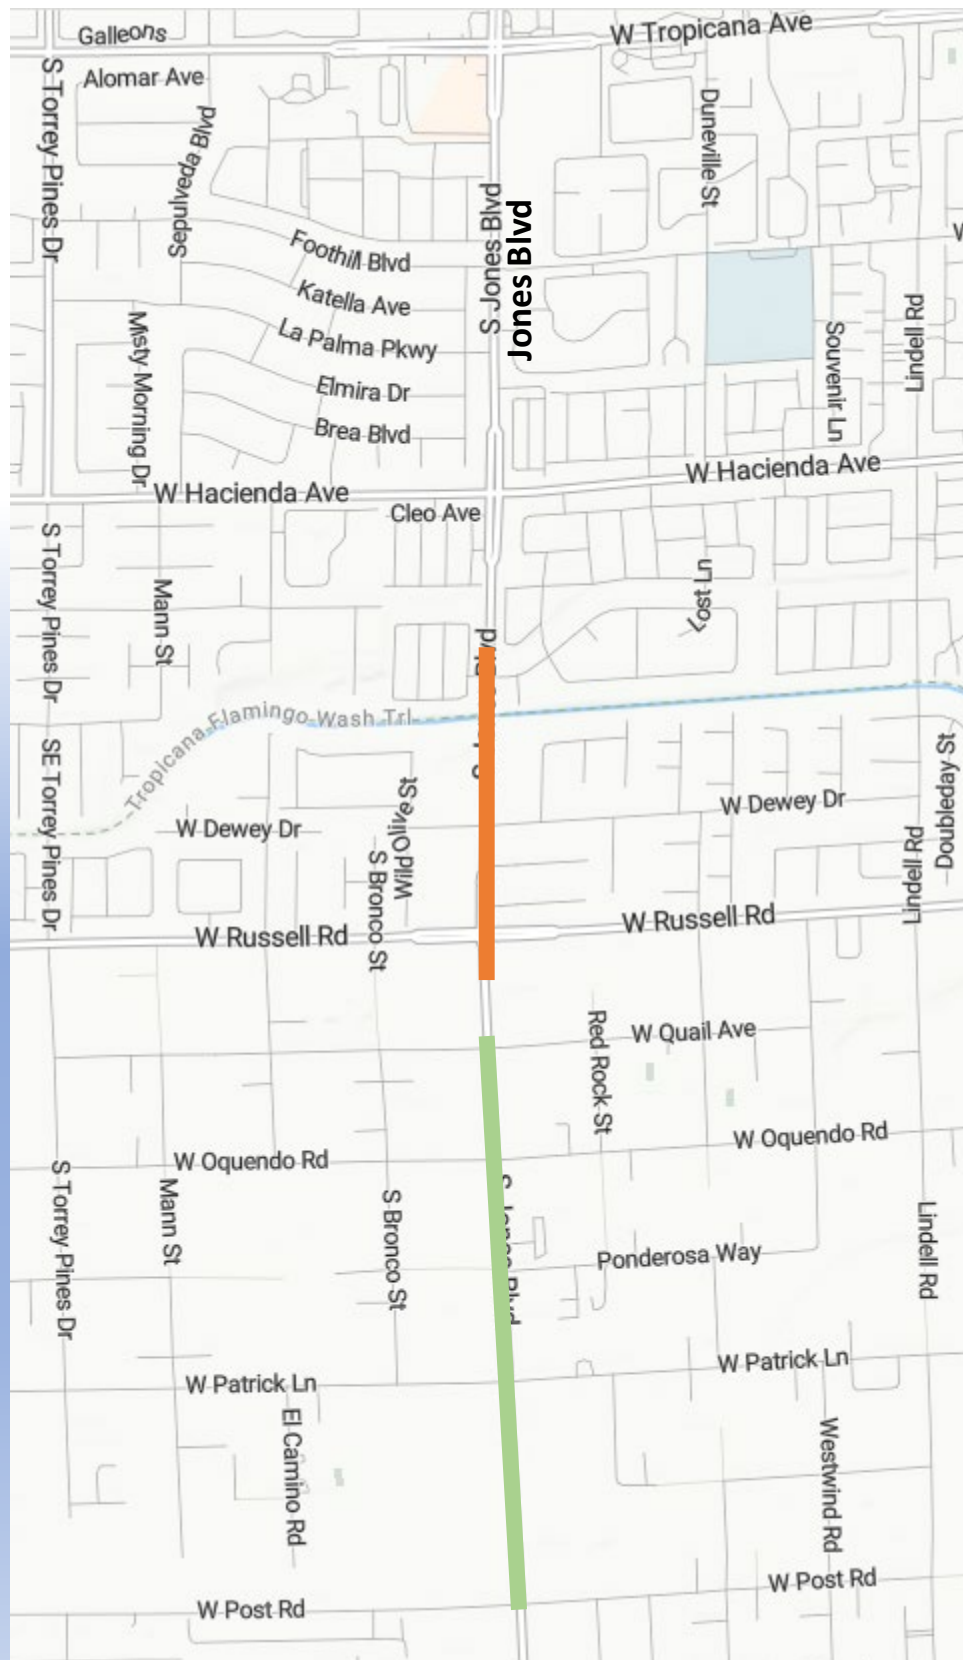 Galleons
W Tropicana Ave
Alomar Ave
S Torrey Pines Dr
Sepulveda Blvd
Duneville St
S Jones Blvd
Jones Blvd
Foothill Blvd
Katella Ave
La Palma Pkwy
Elmira Dr
Brea Blvd
Misty Morning Dr
Souvenir Ln
Lindell Rd
W
W Hacienda Ave
W Hacienda Ave
Cleo Ave
S Torrey Pines Dr
Mann St
Lost Ln
Tropicana Flamingo Wash Trl
SE Torrey Pines Dr
W Dewey Dr
Wild Olive St
S Bronco St
W Dewey Dr
Lindell Rd
Doubleday St
W Russell Rd
W Russell Rd
W Quail Ave
Red Rock St
W Oquendo Rd
W Oquendo Rd
S Torrey Pines Dr
Mann St
S Bronco St
S Jones Blvd
Ponderosa Way
Lindell Rd
W Patrick Ln
W Patrick Ln
El Camino Rd
Westwind Rd
W Post Rd
W Post Rd